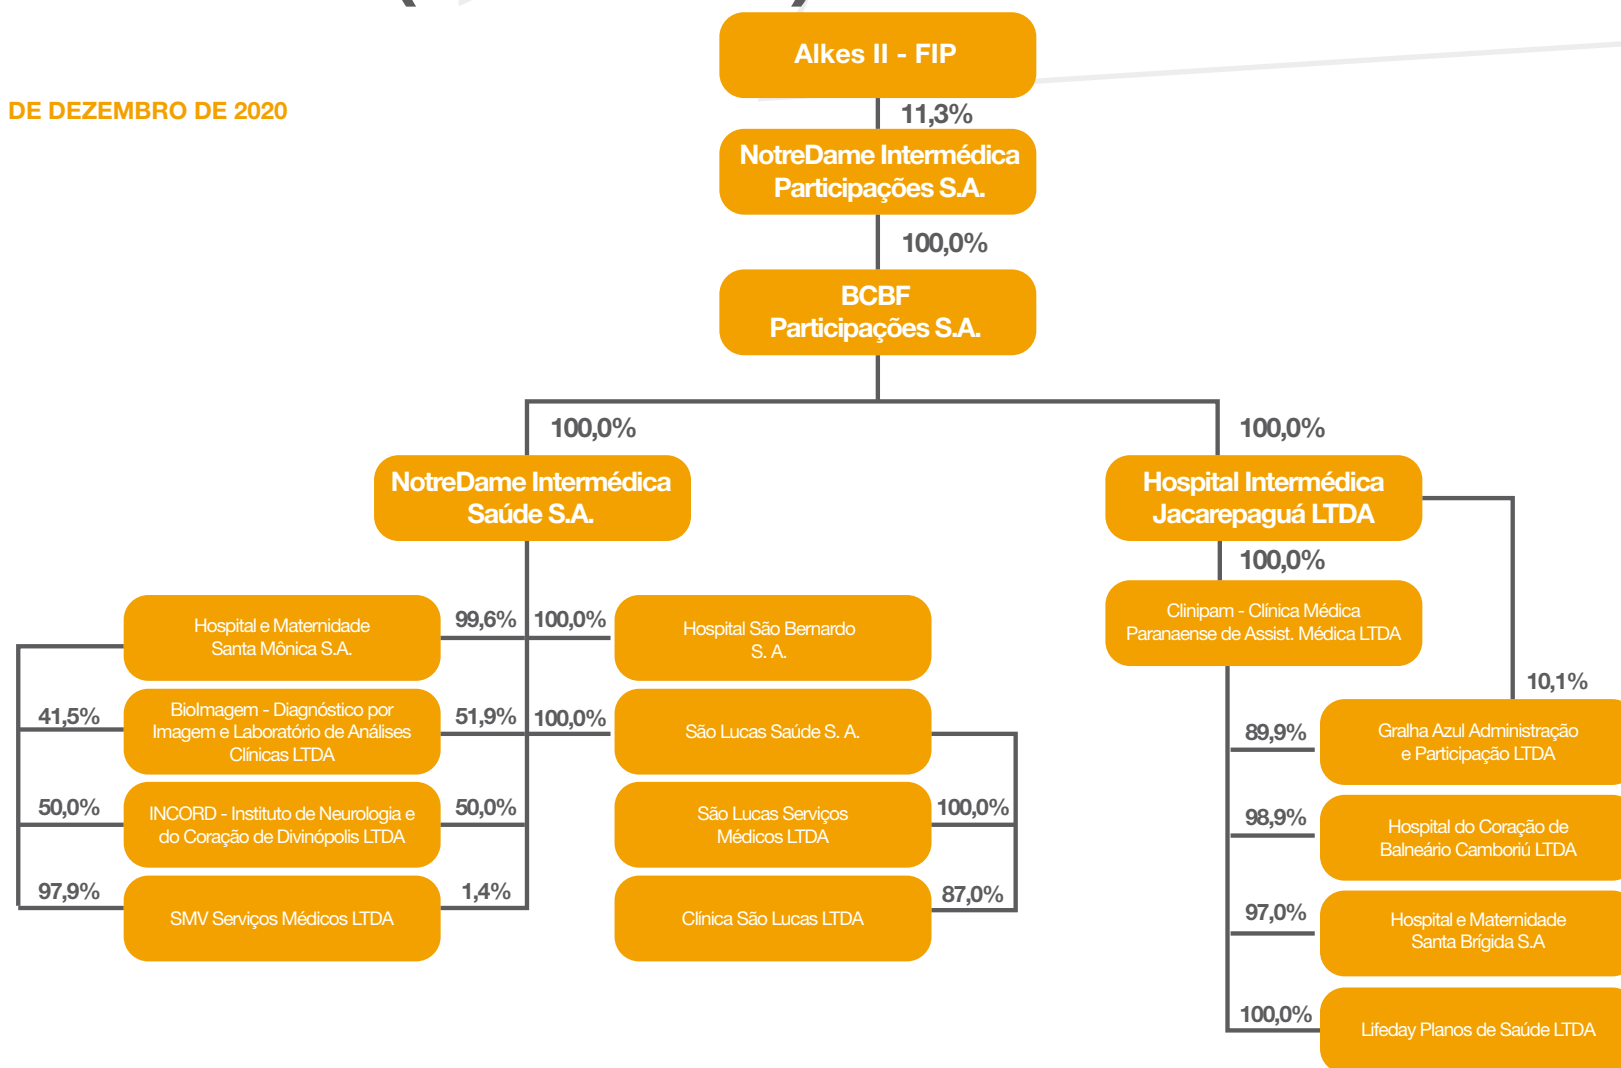 Alkes II - FIP
DE DEZEMBRO DE 2020
11,3%
NotreDame Intermédica
Participações S.A.
100,0%
BCBF
Participações S.A.
100,0%
100,0%
NotreDame Intermédica
Saúde S.A.
Hospital Intermédica
Jacarepaguá LTDA
100,0%
Clinipam - Clínica Médica
Paranaense de Assist. Médica LTDA
Hospital e Maternidade
Santa Mônica S.A.
99,6%
100,0%
Hospital São Bernardo
S. A.
10,1%
41,5%
BioImagem - Diagnóstico por
Imagem e Laboratório de Análises
Clínicas LTDA
51,9%
100,0%
São Lucas Saúde S. A.
89,9%
Gralha Azul Administração
e Participação LTDA
50,0%
INCORD - Instituto de Neurologia e
do Coração de Divinópolis LTDA
50,0%
São Lucas Serviços
Médicos LTDA
100,0%
98,9%
Hospital do Coração de
Balneário Camboriú LTDA
97,9%
SMV Serviços Médicos LTDA
1,4%
Clínica São Lucas LTDA
87,0%
97,0%
Hospital e Maternidade
Santa Brígida S.A
100,0%
Lifeday Planos de Saúde LTDA